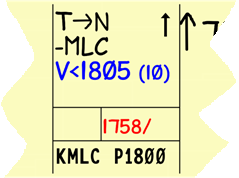 T→N ↑ ↑
-MLC
V<1805 (10)
1758/
KMLC P1800